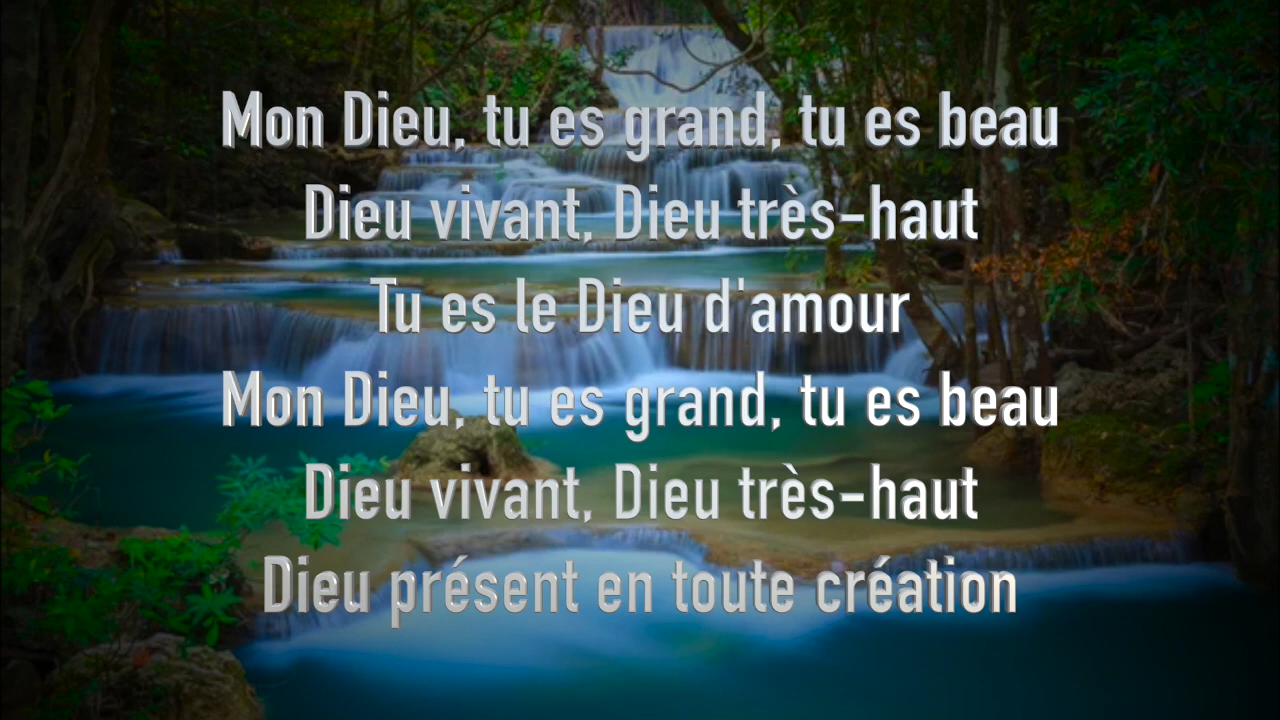 Mon Dieu, tu es grand, tu es beau
Dieu vivant, Dieu très-haut
Tu es le Dieu d'amour
Mon Dieu, tu es grand, tu es beau
Dieu vivant, Dieu très-haut
Dieu présent en toute création